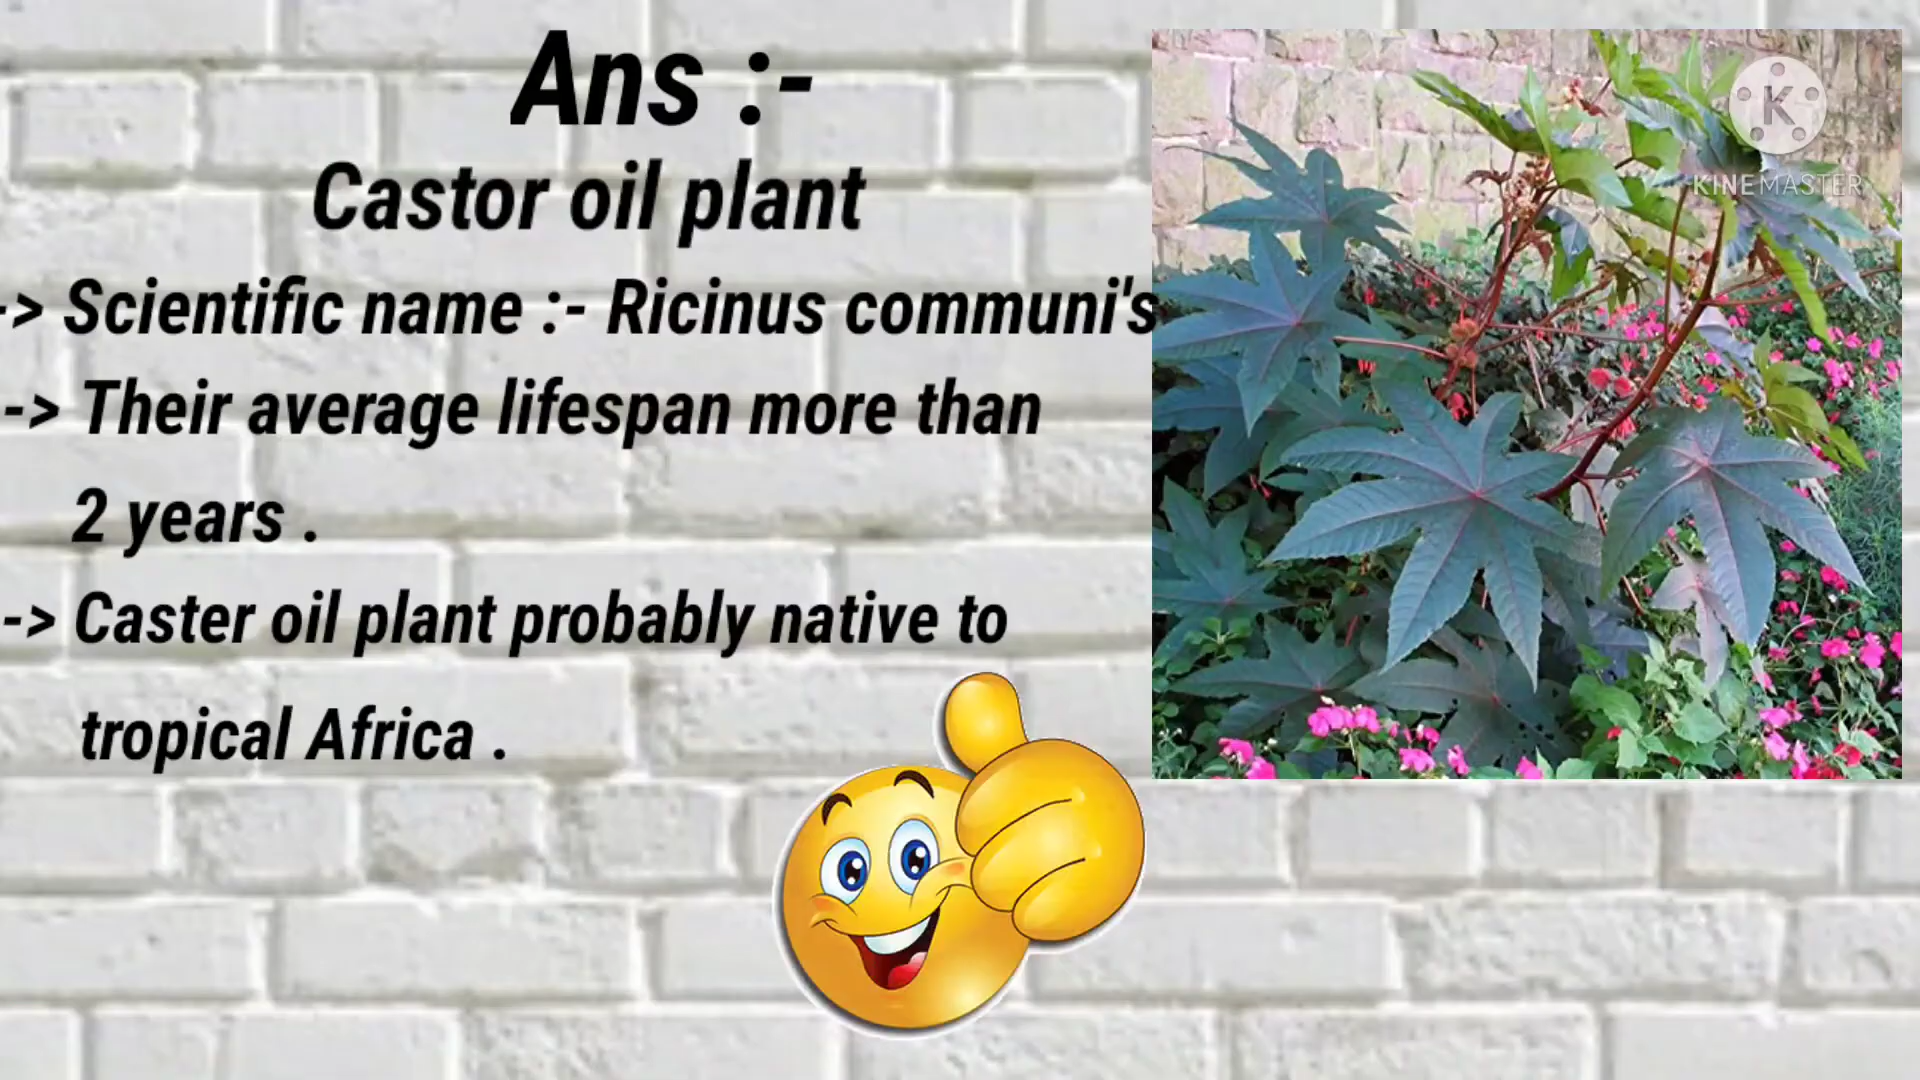 Ans :-
Castor oil plant
-> Scientific name :- Ricinus communi's
-> Their average lifespan more than
2 years .
-> Caster oil plant probably native to
tropical Africa .
K
KINEMASTER